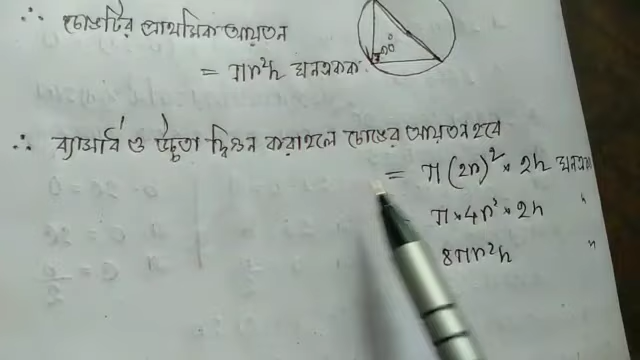 ∴ চোঙটির প্রাথমিক আয়তন
= πr²h ঘনএকক
90°
∴ ব্যাসার্ধ ও উচ্চতা দ্বিগুন করাহলে চোঙের আয়তন হবে
= π(2r)² × 2h ঘনএকক
π × 4r² × 2h "
8πr²h "